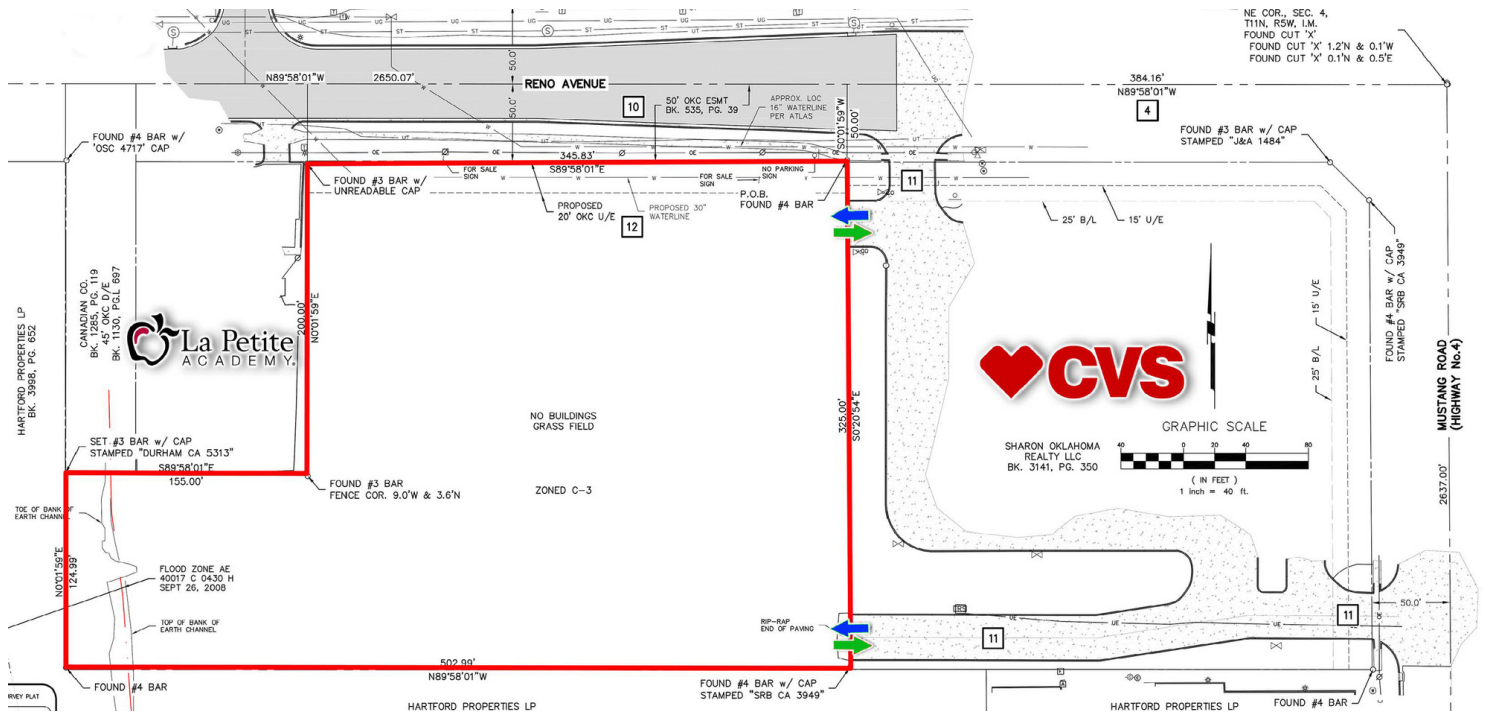 NE COR., SEC. 4,
T11N, R5W, I.M.
FOUND CUT 'X'
FOUND CUT 'X' 1.2'N & 0.1'W
FOUND CUT 'X' 0.1'N & 0.5'E
UG
ST
S
50.0'
N89°58'01"W
2650.07'
RENO AVENUE
384.16'
N89°58'01"W
4
50.0'
10
50' OKC ESMT
BK. 535, PG. 39
APPROX. LOC
16" WATERLINE
PER ATLAS
S0°01'59"W
50.00'
FOUND #4 BAR w/
'OSC 4717' CAP
FOUND #3 BAR w/ CAP
STAMPED "J&A 1484"
UT
OE
W
345.83'
S89°58'01"E
FOUND #3 BAR w/
UNREADABLE CAP
FOR SALE
SIGN
FOR SALE
SIGN
NO PARKING
SIGN
P.O.B.
FOUND #4 BAR
PROPOSED
20' OKC U/E
PROPOSED 30"
WATERLINE
12
11
25' B/L
15' U/E
HARTFORD PROPERTIES LP
BK. 3998, PG. 652
CANADIAN CO.
BK. 1285, PG. 119
45' OKC D/E
BK. 1130, PG.L 697
La Petite
ACADEMY
200.00'
N0°01'59"E
325.00'
S0°20'54"E
CVS
15' U/E
25' B/L
FOUND #4 BAR w/ CAP
STAMPED "SRB CA 3949"
MUSTANG ROAD
(HIGHWAY No.4)
2637.00'
NO BUILDINGS
GRASS FIELD
ZONED C-3
GRAPHIC SCALE
SHARON OKLAHOMA
REALTY LLC
BK. 3141, PG. 350
40 0 20 40 80
( IN FEET )
1 inch = 40 ft.
SET #3 BAR w/ CAP
STAMPED "DURHAM CA 5313"
S89°58'01"E
155.00'
FOUND #3 BAR
FENCE COR. 9.0'W & 3.6'N
TOE OF BANK OF
EARTH CHANNEL
N0°01'59"E
124.99'
FLOOD ZONE AE
40017 C 0430 H
SEPT 26, 2008
TOP OF BANK OF
EARTH CHANNEL
RIP-RAP
END OF PAVING
UE
11
11
50.0'
OE
502.99'
N89°58'01"W
FOUND #4 BAR
FOUND #4 BAR w/ CAP
STAMPED "SRB CA 3949"
FOUND #4 BAR
HARTFORD PROPERTIES LP
HARTFORD PROPERTIES LP
PLAT